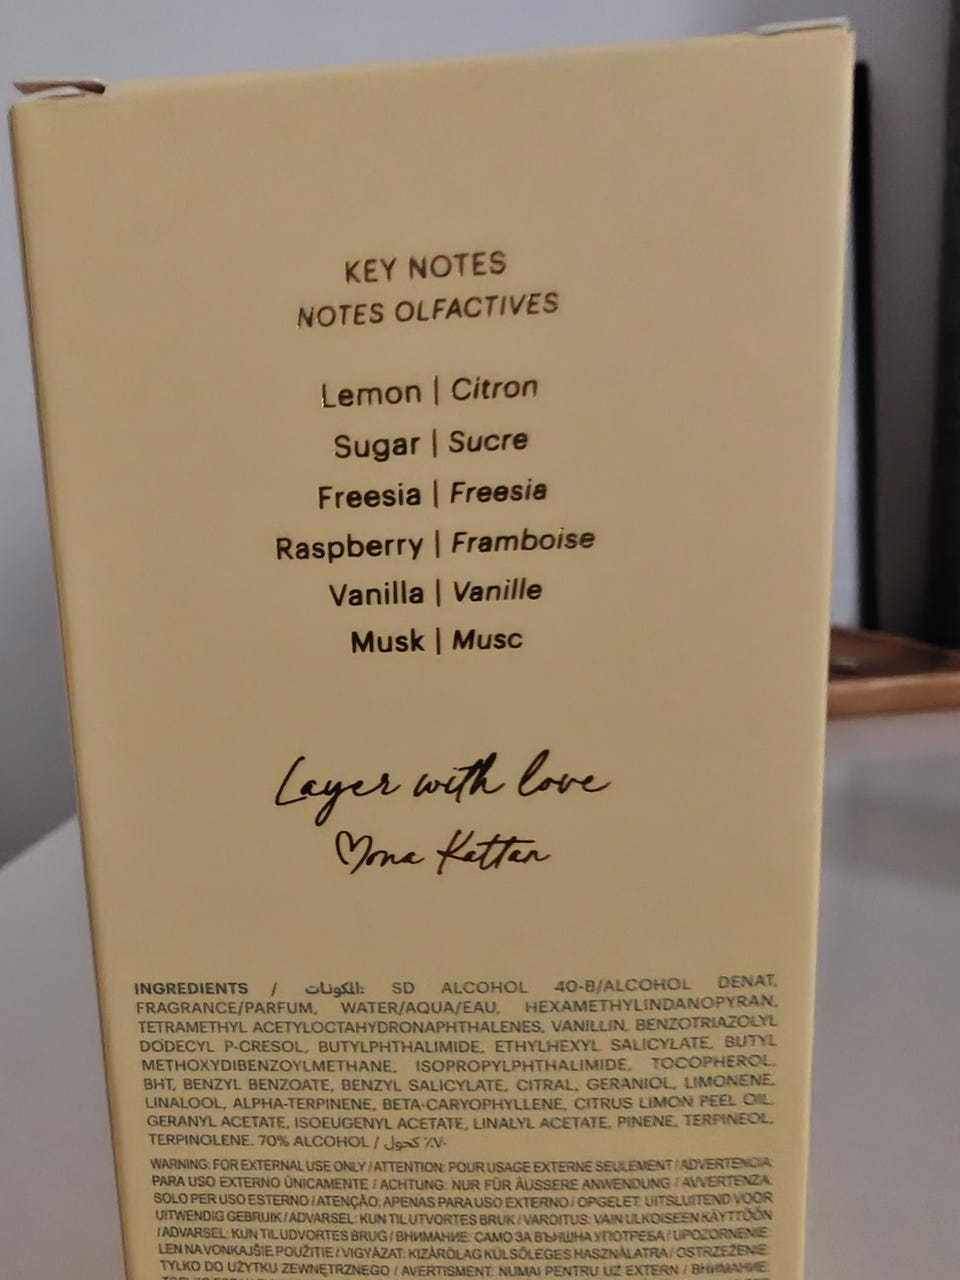 KEY NOTES
NOTES OLFACTIVES
Lemon | Citron
Sugar | Sucre
Freesia | Freesia
Raspberry | Framboise
Vanilla | Vanille
Musk | Musc
Layer with love
Mona Kattan
INGREDIENTS / المكونات: SD ALCOHOL 40-B/ALCOHOL DENAT,
FRAGRANCE/PARFUM, WATER/AQUA/EAU, HEXAMETHYLINDANOPYRAN,
TETRAMETHYL ACETYLOCTAHYDRONAPHTHALENES, VANILLIN, BENZOTRIAZOLYL
DODECYL P-CRESOL, BUTYLPHTHALIMIDE, ETHYLHEXYL SALICYLATE, BUTYL
METHOXYDIBENZOYLMETHANE, ISOPROPYLPHTHALIMIDE, TOCOPHEROL,
BHT, BENZYL BENZOATE, BENZYL SALICYLATE, CITRAL, GERANIOL, LIMONENE,
LINALOOL, ALPHA-TERPINENE, BETA-CARYOPHYLLENE, CITRUS LIMON PEEL OIL,
GERANYL ACETATE, ISOEUGENYL ACETATE, LINALYL ACETATE, PINENE, TERPINEOL,
TERPINOLENE. 70% ALCOHOL / كحول ٪٧٠
WARNING: FOR EXTERNAL USE ONLY / ATTENTION: POUR USAGE EXTERNE SEULEMENT / ADVERTENCIA:
PARA USO EXTERNO ÚNICAMENTE / ACHTUNG: NUR FÜR ÄUSSERE ANWENDUNG / AVVERTENZA:
SOLO PER USO ESTERNO / ATENÇÃO: APENAS PARA USO EXTERNO / OPGELET: UITSLUITEND VOOR
UITWENDIG GEBRUIK / ADVARSEL: KUN TIL UTVORTES BRUK / VAROITUS: VAIN ULKOISEEN KÄYTTÖÖN
/ ADVARSEL: KUN TIL UDVORTES BRUG / ВНИМАНИЕ: САМО ЗА ВЪНШНА УПОТРЕБА / UPOZORNENIE:
LEN NA VONKAJŠIE POUŽITIE / VIGYÁZAT: KIZÁRÓLAG KÜLSŐLEGES HASZNÁLATRA / OSTRZEŻENIE:
TYLKO DO UŻYTKU ZEWNĘTRZNEGO / AVERTISMENT: NUMAI PENTRU UZ EXTERN / ВНИМАНИЕ: